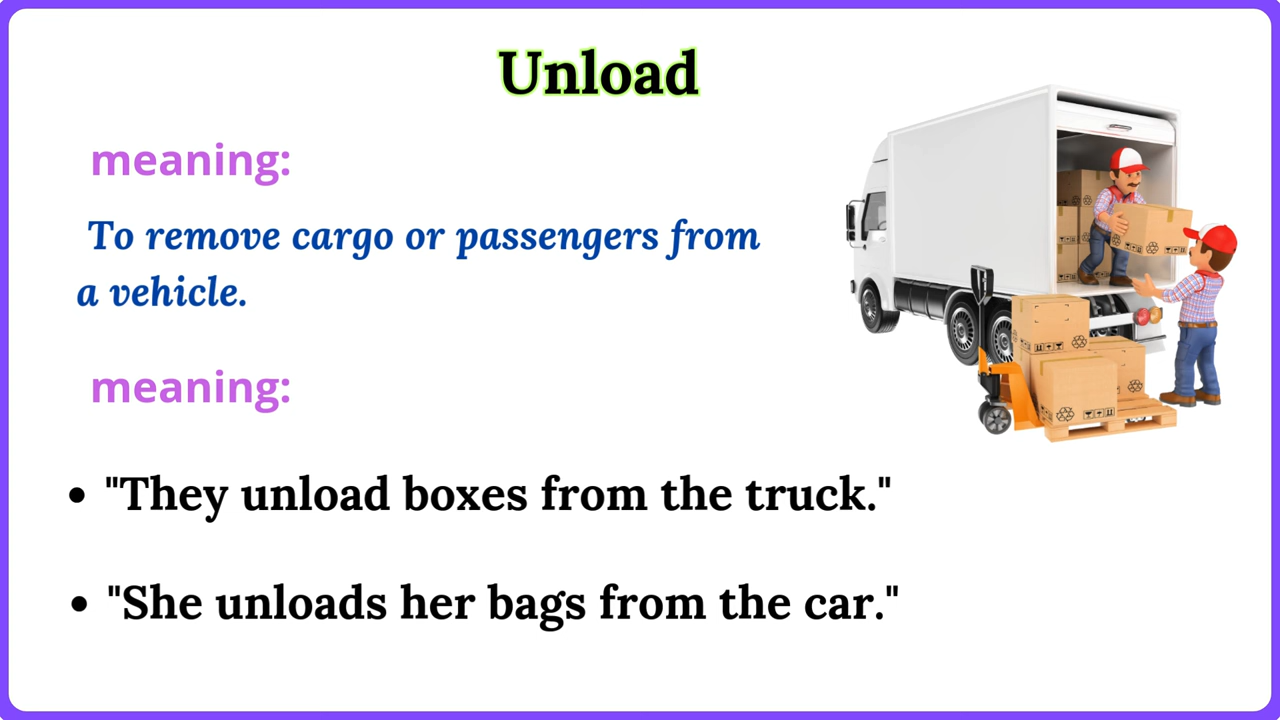 Unload
meaning:
To remove cargo or passengers from
a vehicle.
meaning:
• "They unload boxes from the truck."
• "She unloads her bags from the car."